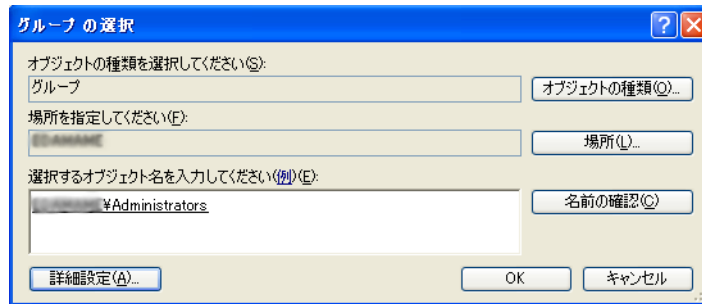 グループ の選択
オブジェクトの種類を選択してください(S):
グループ
オブジェクトの種類(O)...
場所を指定してください(F):
場所(L)...
選択するオブジェクト名を入力してください(例)(E):
¥Administrators
名前の確認(C)
詳細設定(A)...
OK
キャンセル